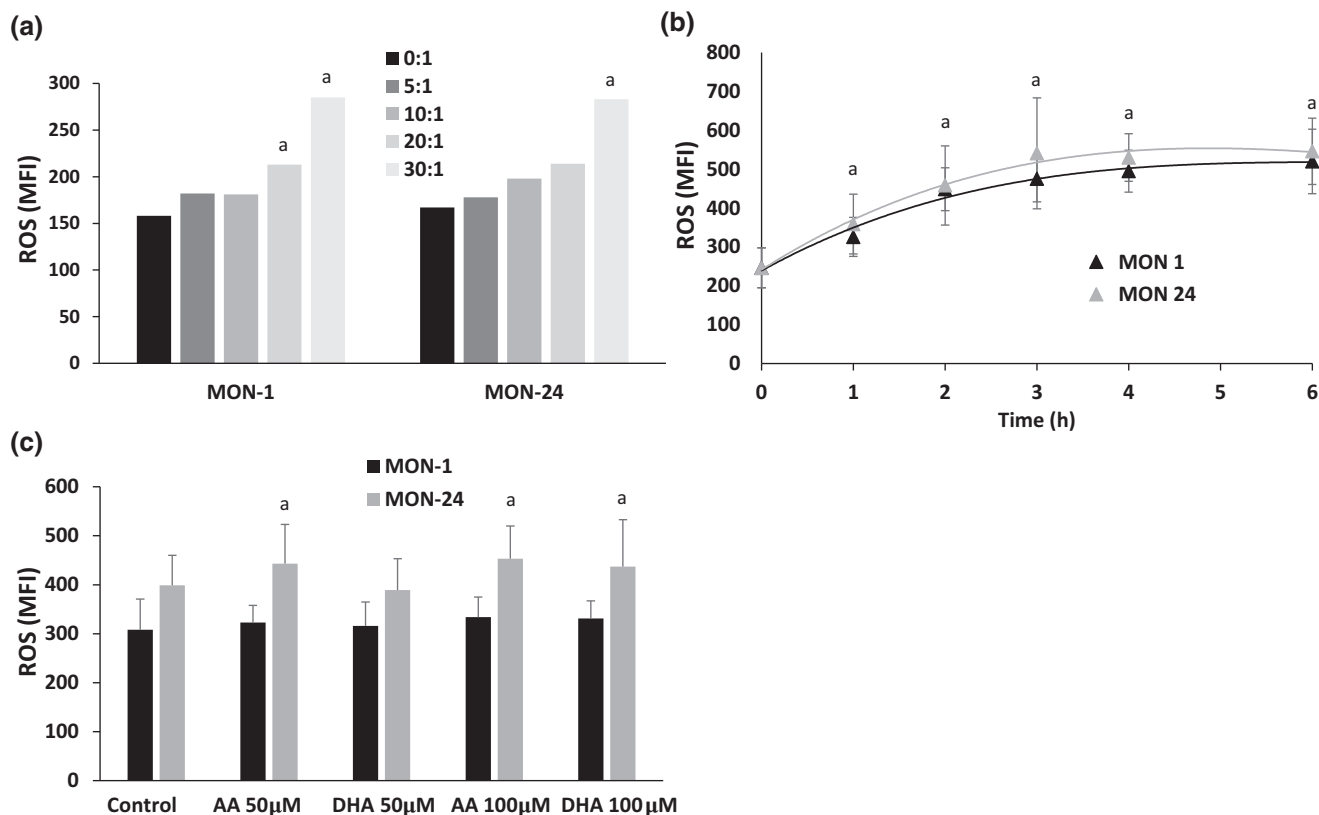 (a)
ROS (MFI)
300
250
200
150
100
50
0
a
a
a
0:1
5:1
10:1
20:1
30:1
MON-1
MON-24
(b)
ROS (MFI)
800
700
600
500
400
300
200
100
0
a
a
a
a
a
MON 1
MON 24
0
1
2
3
4
5
6
Time (h)
(c)
ROS (MFI)
600
500
400
300
200
100
0
MON-1
MON-24
a
a
a
Control
AA 50μM
DHA 50μM
AA 100μM
DHA 100 μM